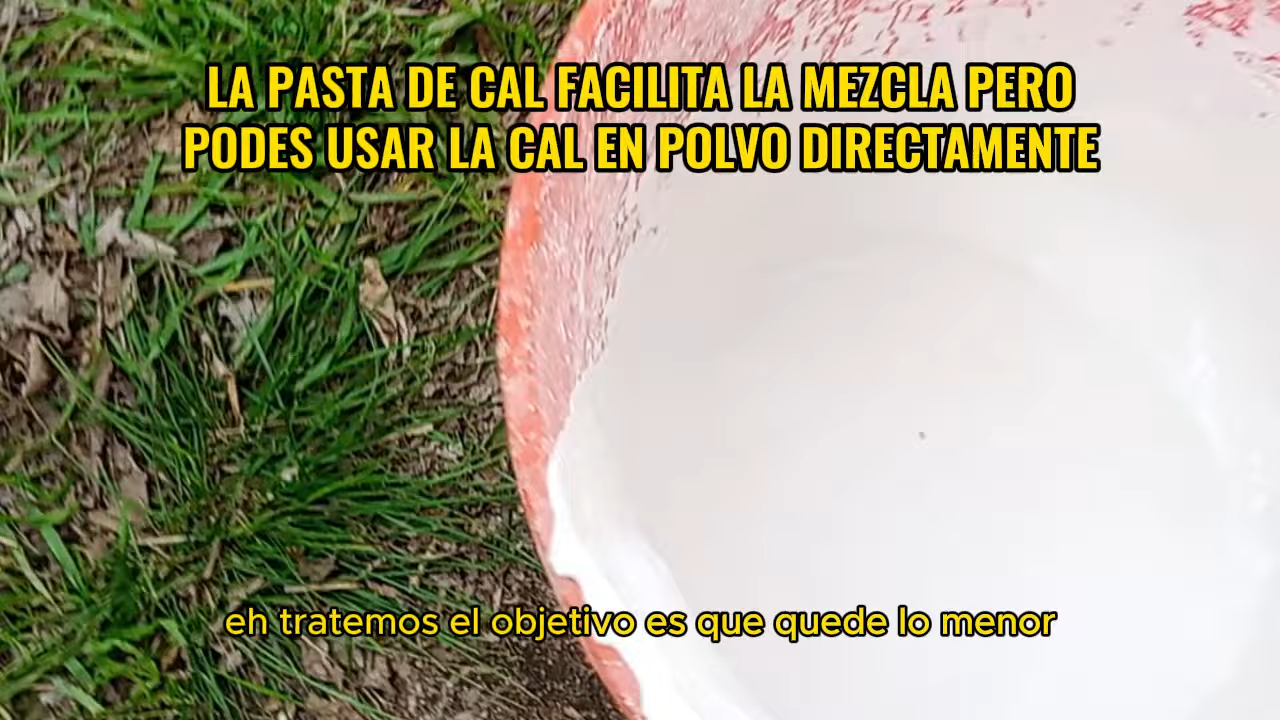 LA PASTA DE CAL FACILITA LA MEZCLA PERO
PODES USAR LA CAL EN POLVO DIRECTAMENTE
eh tratemos el objetivo es que quede lo menor